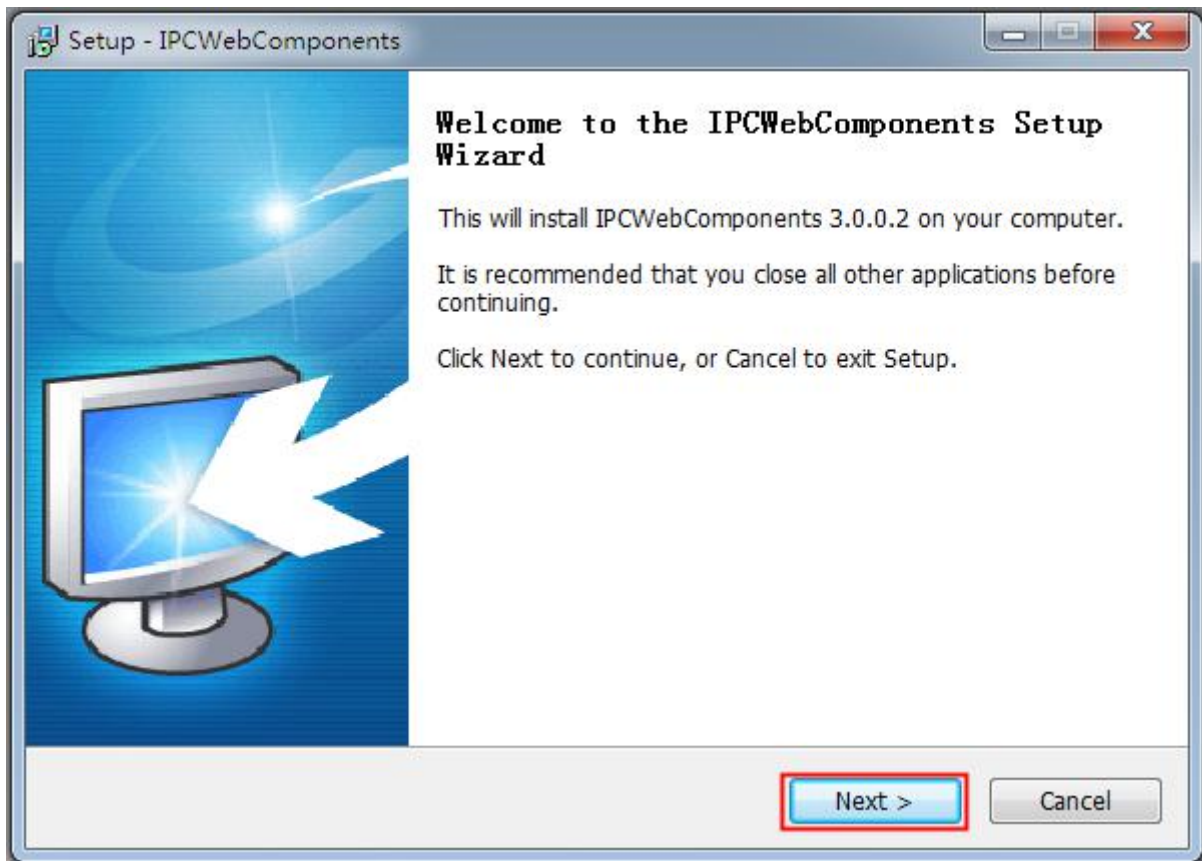 Setup - IPCWebComponents
Welcome to the IPCWebComponents Setup
Wizard
This will install IPCWebComponents 3.0.0.2 on your computer.
It is recommended that you close all other applications before
continuing.
Click Next to continue, or Cancel to exit Setup.
Next >
Cancel